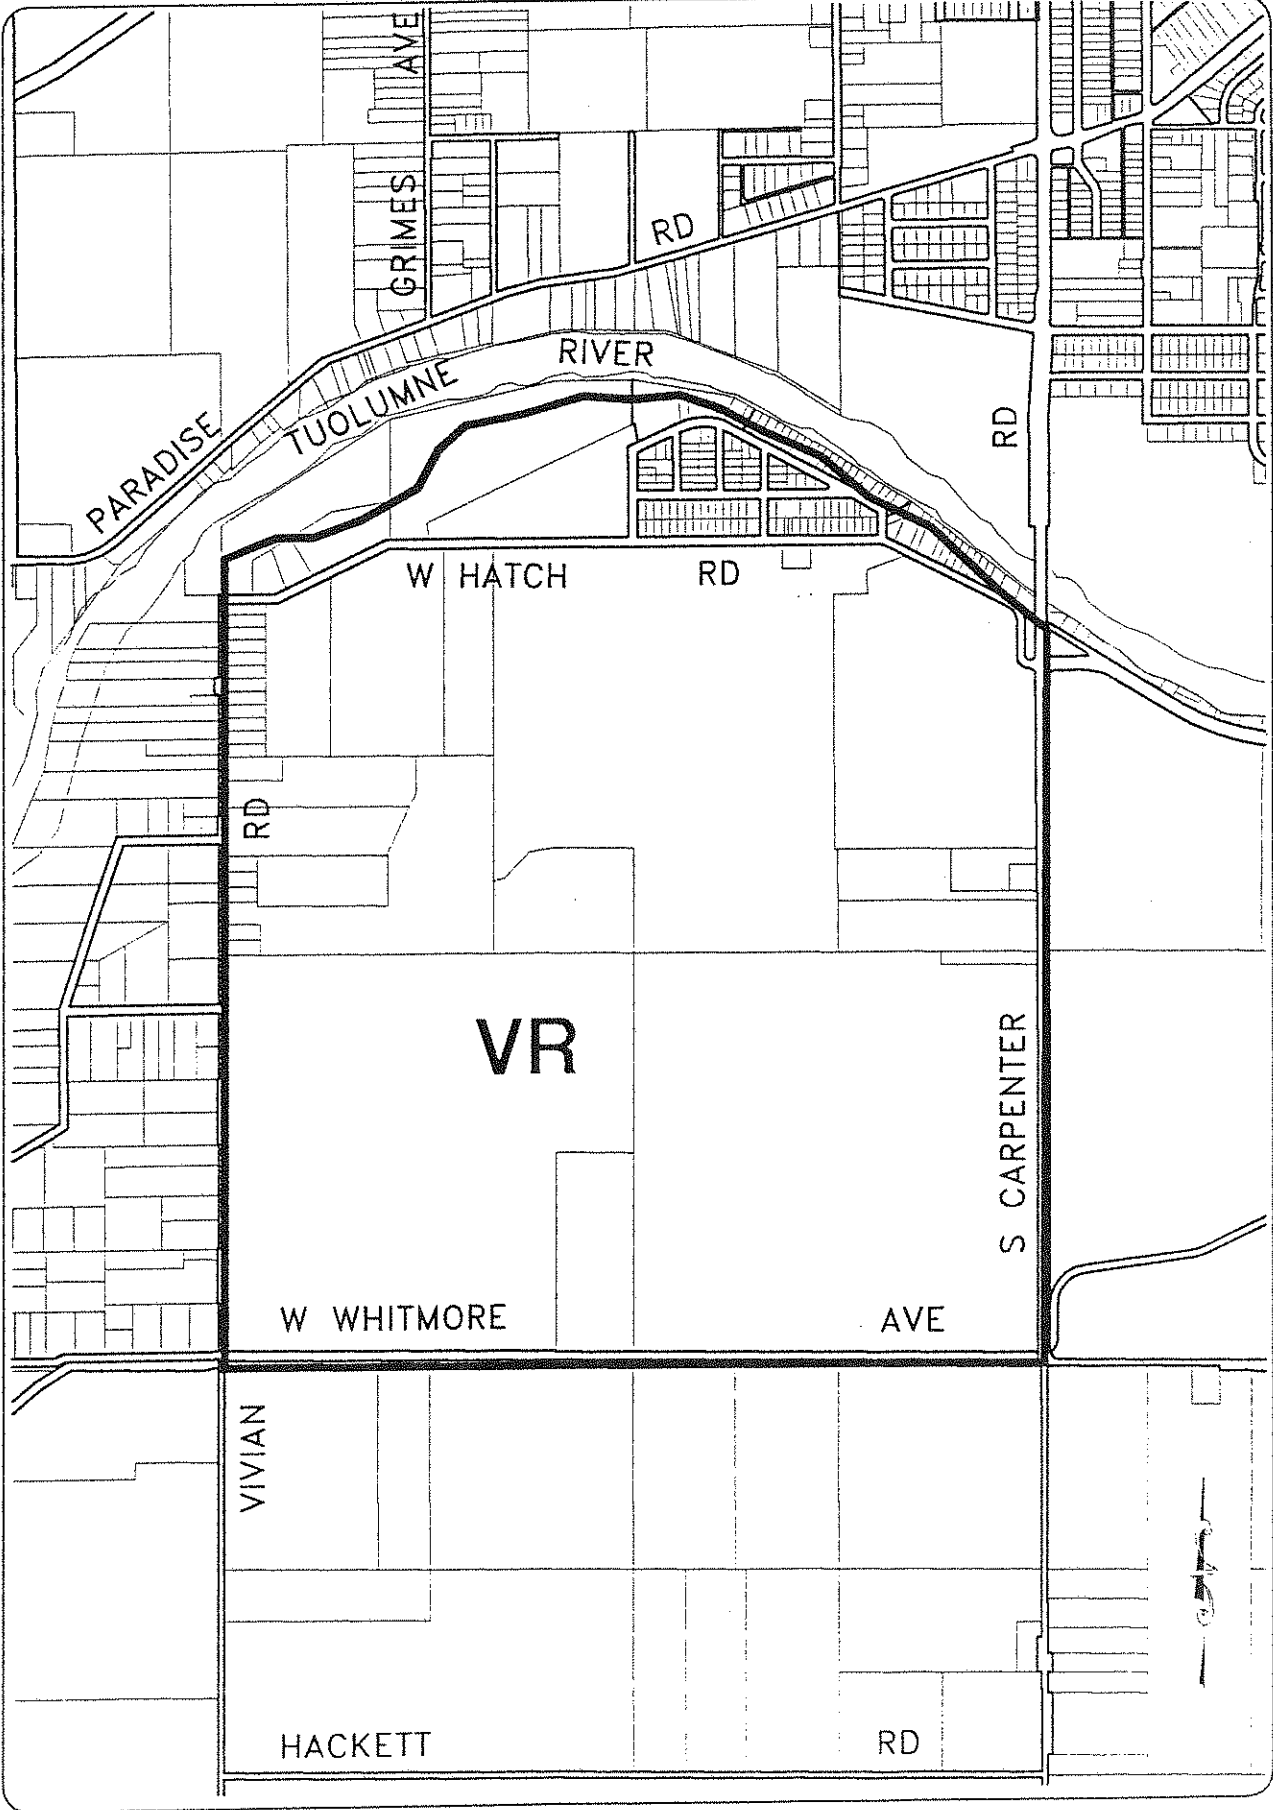 GRIMES AVE
RD
RIVER
TUOLUMNE
PARADISE
RD
W HATCH RD
RD
VR
S CARPENTER
W WHITMORE AVE
VIVIAN
HACKETT RD